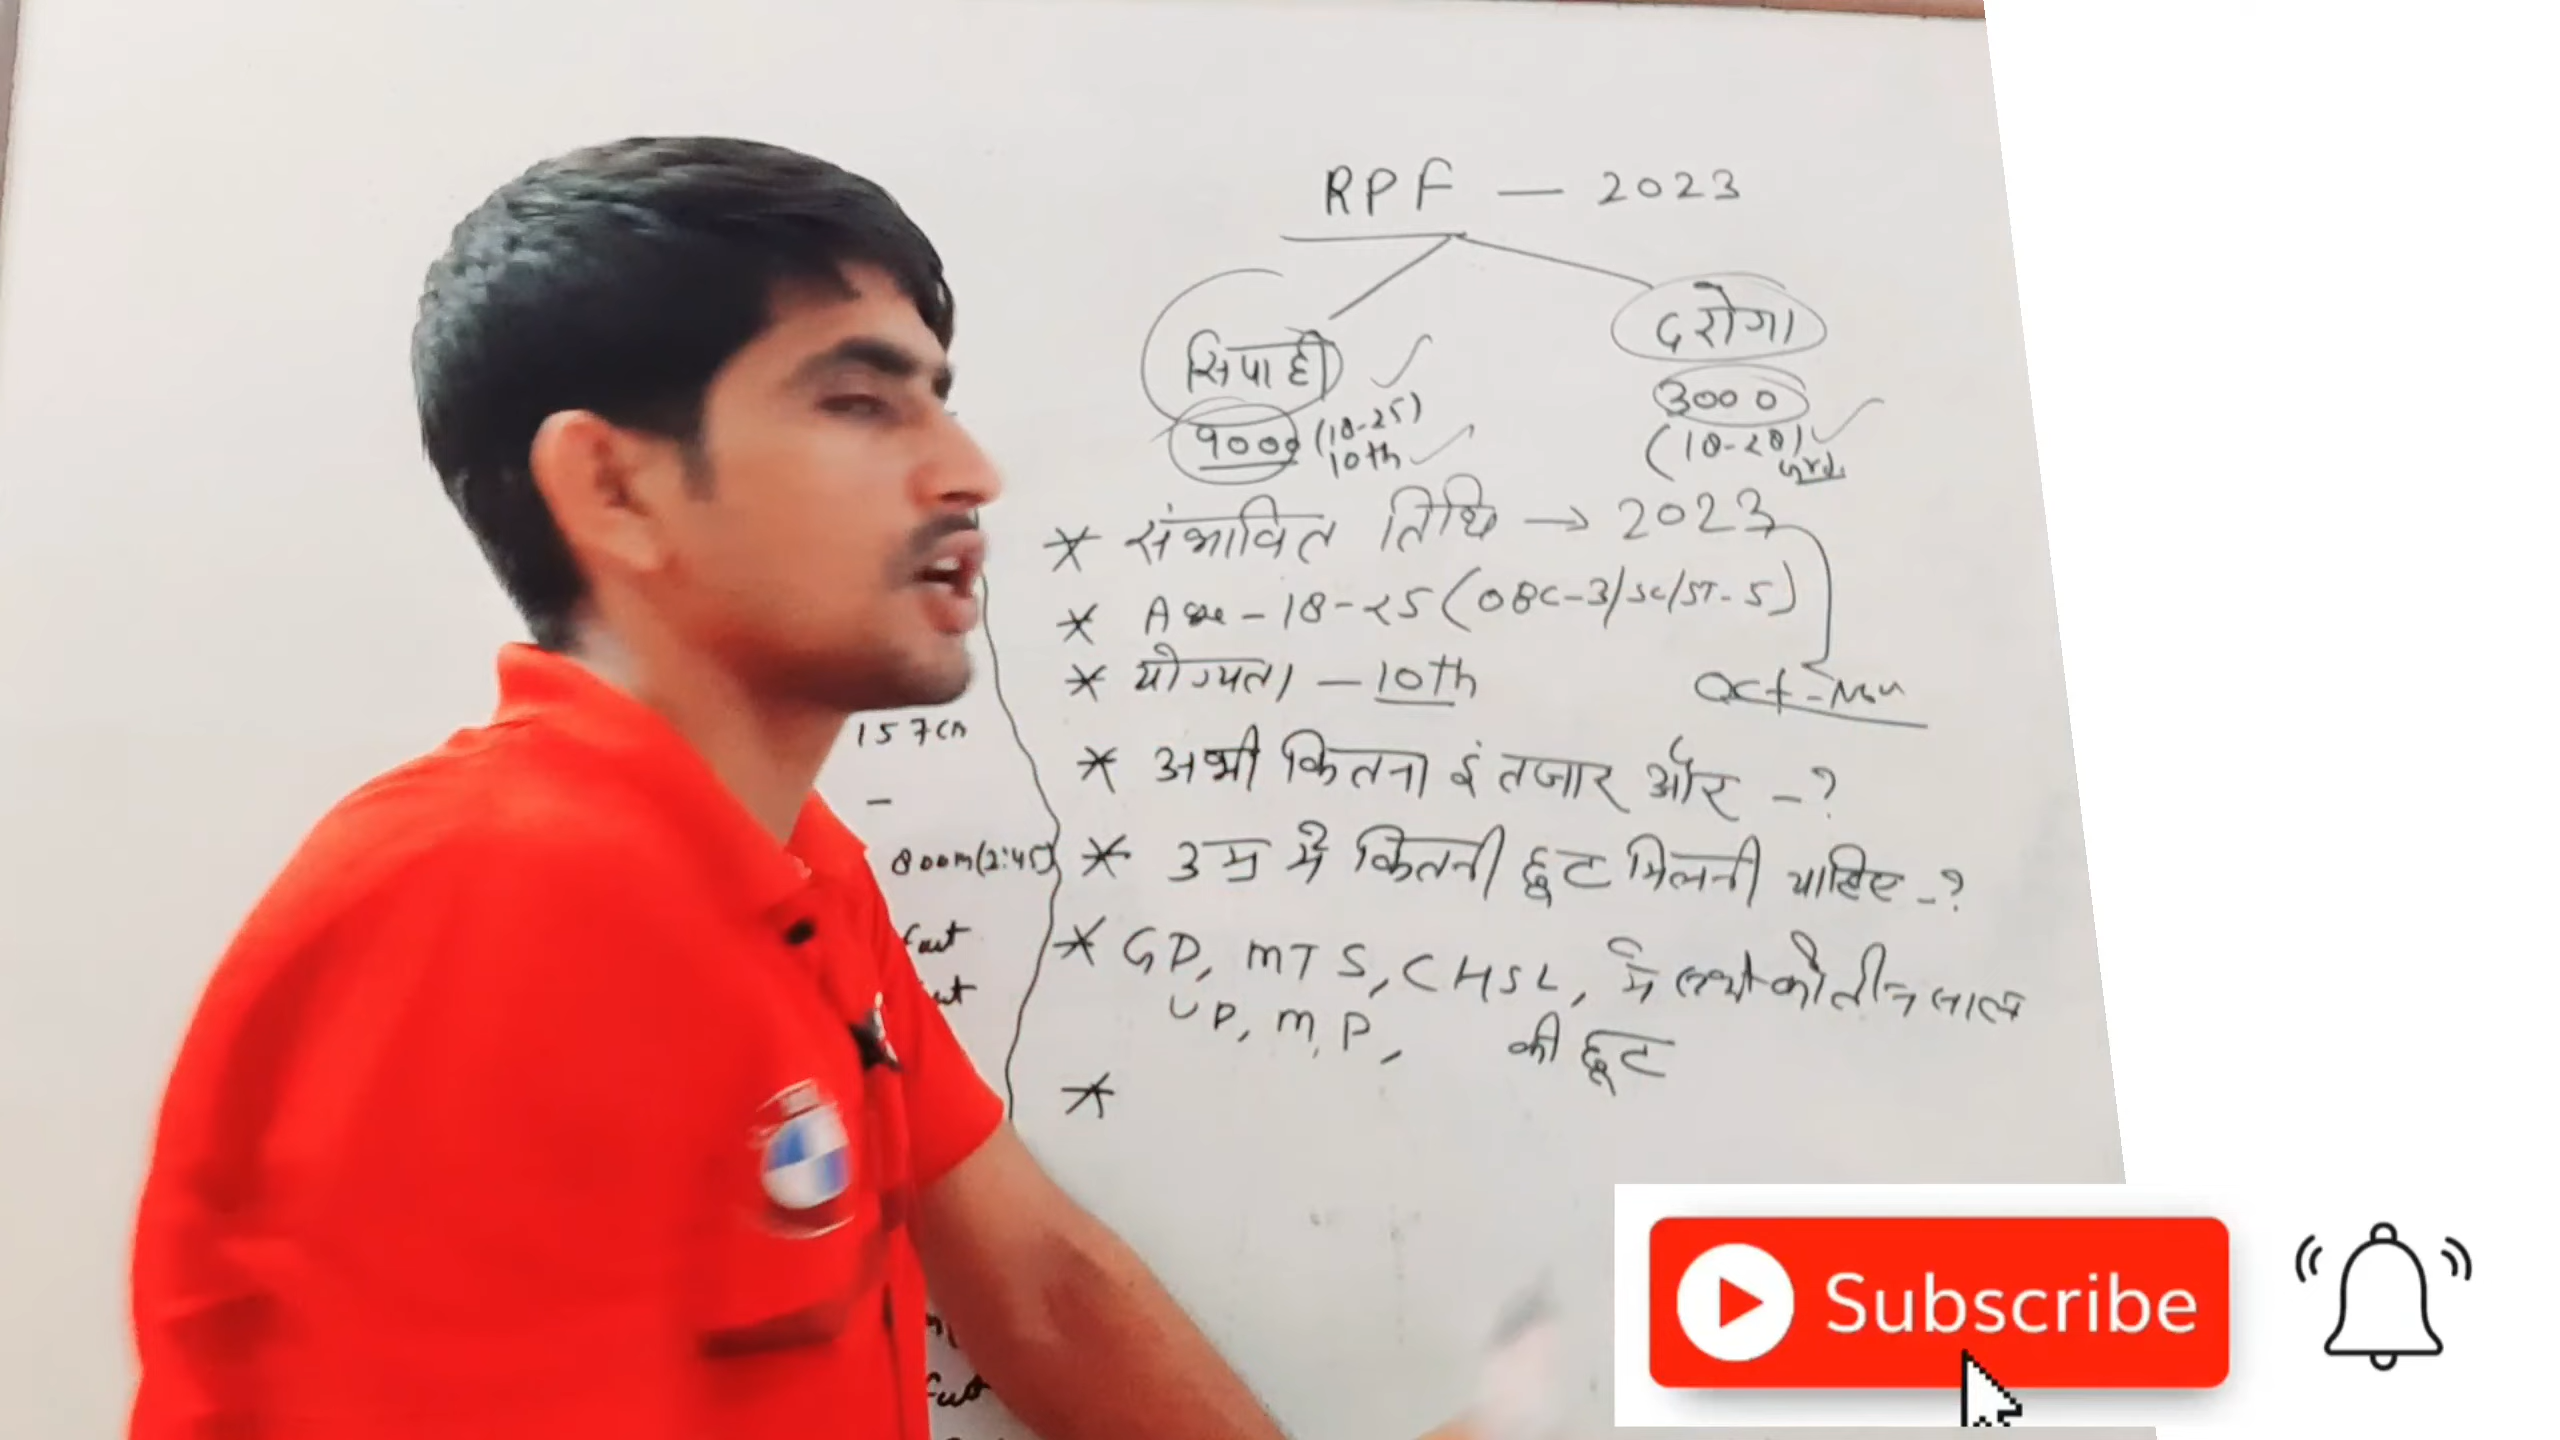 RPF — 2023
सिपाही ✓ दरोगा
9000 (18-25) 3000
10th ✓ (18-28) ✓
* संभावित तिथि → 2023
* Age - 18-25 (OBC-3/SC/ST-5)
* योग्यता — 10th Oct - Nov
* अभी कितना इंतजार और - ?
* उम्र में कितनी छूट मिलनी चाहिए - ?
* GD, MTS, CHSL, में सभी को तीन साल
UP, M.P, की छूट
*
157cm
-
800m(2:45)
Subscribe